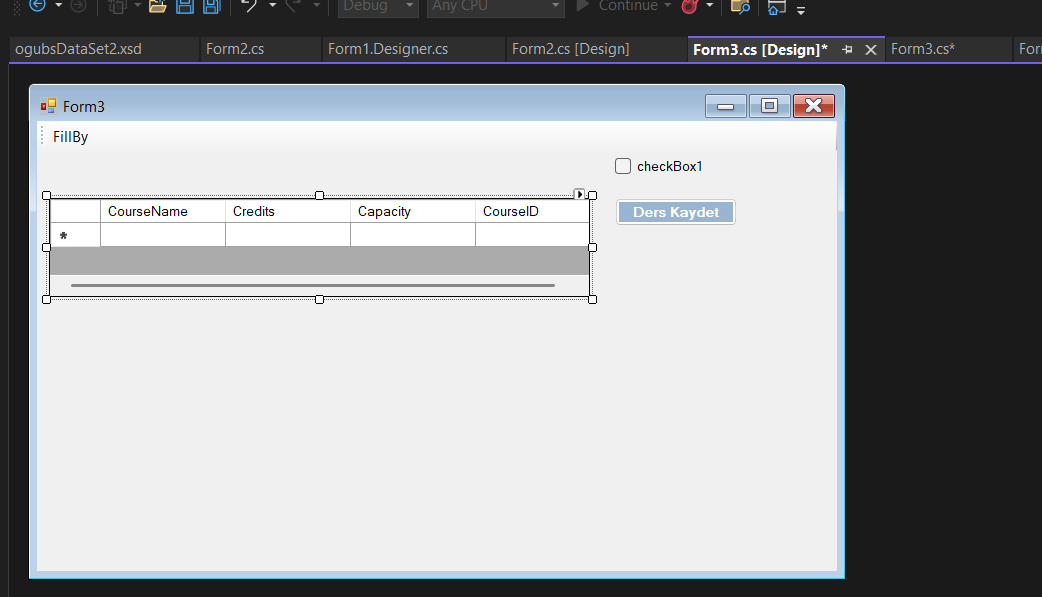 Debug Any CPU Continue
ogubsDataSet2.xsd Form2.cs Form1.Designer.cs Form2.cs [Design] Form3.cs [Design]* Form3.cs* For
Form3
FillBy
checkBox1
CourseName Credits Capacity CourseID
Ders Kaydet
*